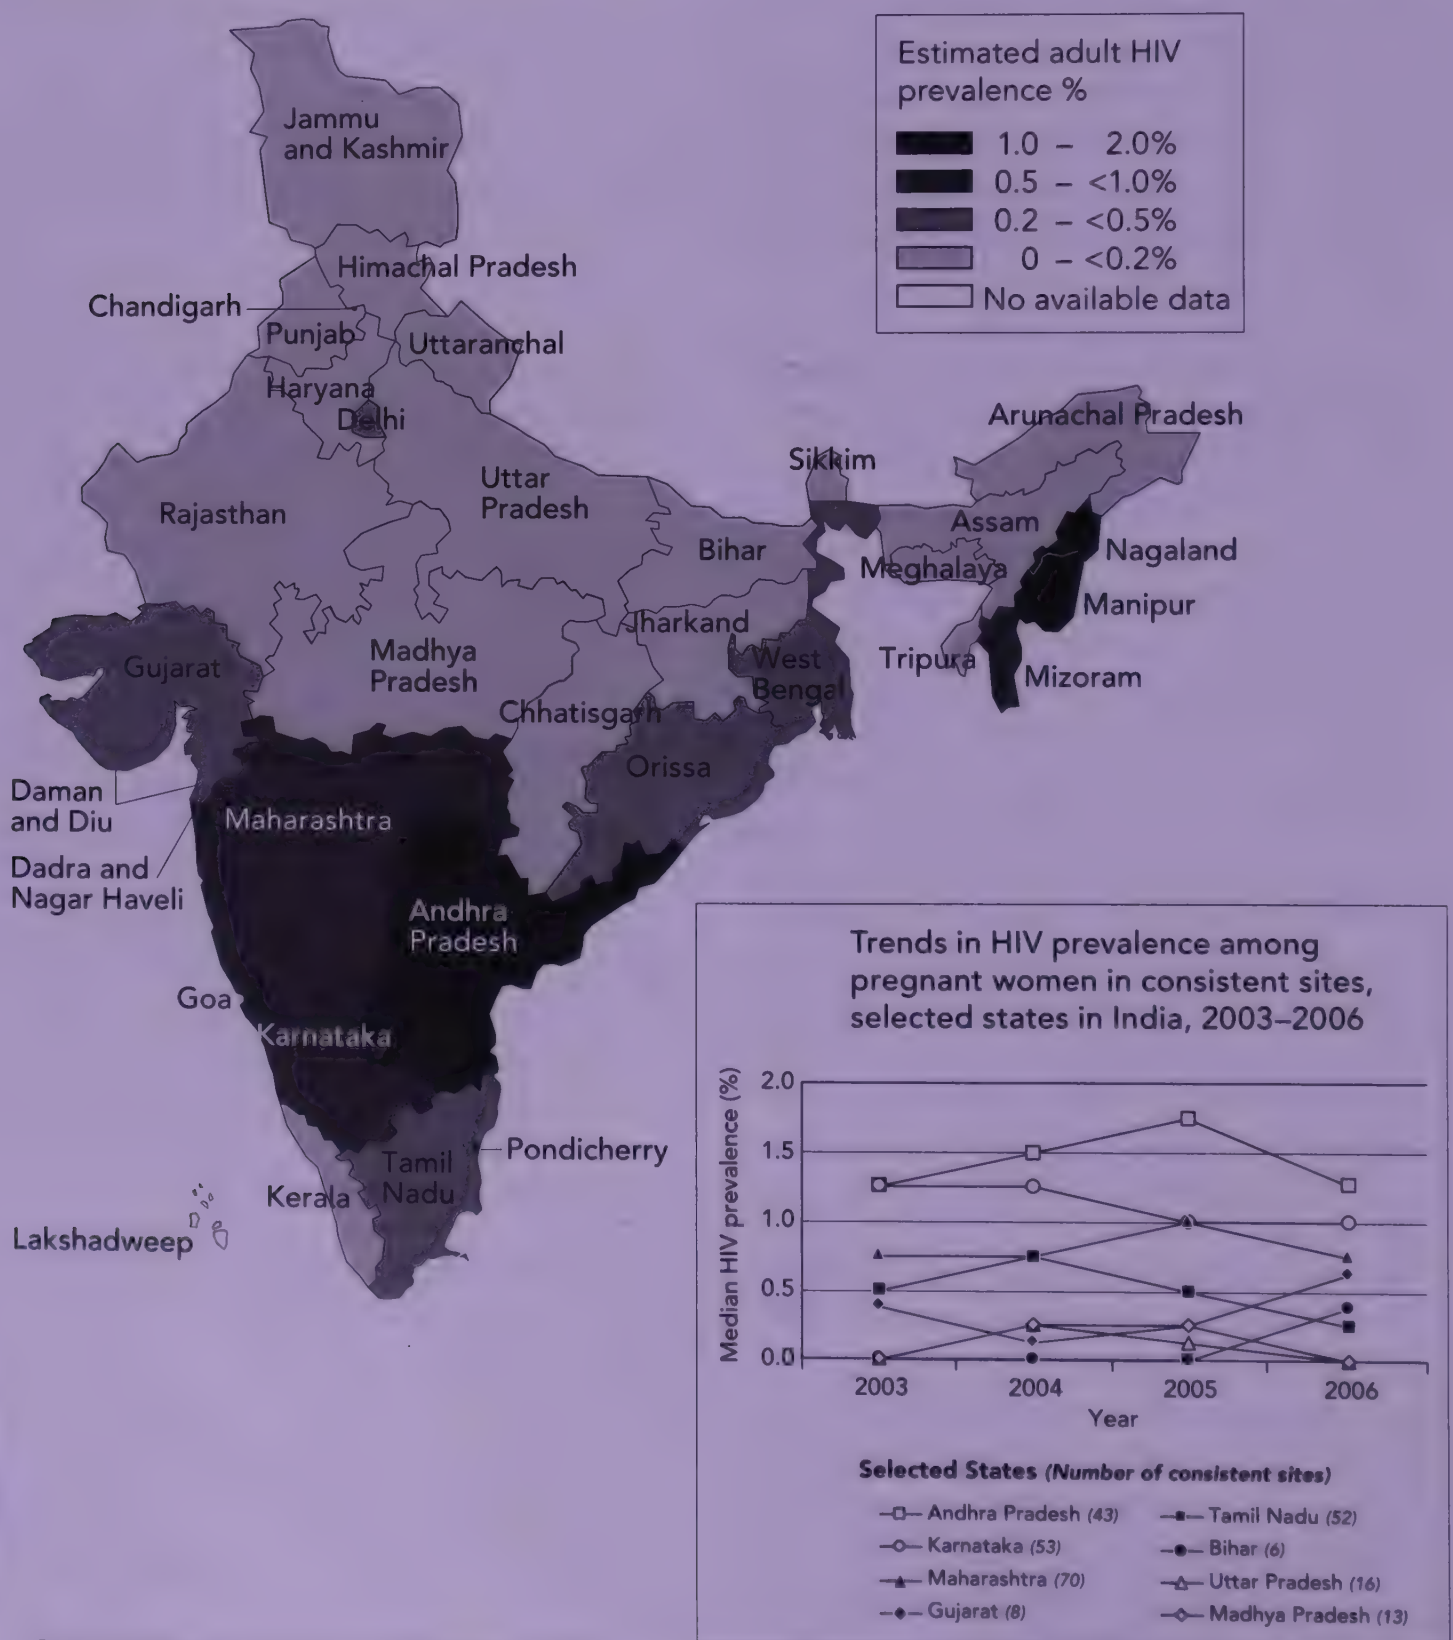 Estimated adult HIV
prevalence %
1.0 – 2.0%
0.5 – <1.0%
0.2 – <0.5%
0 – <0.2%
No available data
Jammu
and Kashmir
Himachal Pradesh
Chandigarh
Punjab
Uttaranchal
Haryana
Delhi
Arunachal Pradesh
Sikkim
Uttar
Pradesh
Rajasthan
Assam
Bihar
Nagaland
Meghalaya
Manipur
Jharkand
Madhya
Pradesh
West
Bengal
Tripura
Gujarat
Mizoram
Chhatisgarh
Orissa
Daman
and Diu
Maharashtra
Dadra and
Nagar Haveli
Andhra
Pradesh
Goa
Karnataka
Pondicherry
Tamil
Nadu
Kerala
Lakshadweep
Trends in HIV prevalence among
pregnant women in consistent sites,
selected states in India, 2003–2006
Median HIV prevalence (%)
2.0
1.5
1.0
0.5
0.0
2003 2004 2005 2006
Year
Selected States (Number of consistent sites)
Andhra Pradesh (43) Tamil Nadu (52)
Karnataka (53) Bihar (6)
Maharashtra (70) Uttar Pradesh (16)
Gujarat (8) Madhya Pradesh (13)